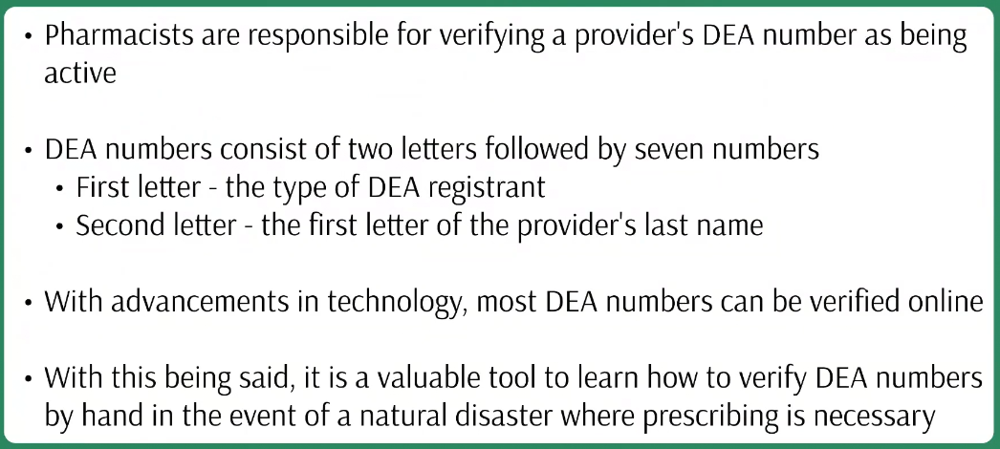 • Pharmacists are responsible for verifying a provider's DEA number as being
active
• DEA numbers consist of two letters followed by seven numbers
• First letter - the type of DEA registrant
• Second letter - the first letter of the provider's last name
• With advancements in technology, most DEA numbers can be verified online
• With this being said, it is a valuable tool to learn how to verify DEA numbers
by hand in the event of a natural disaster where prescribing is necessary